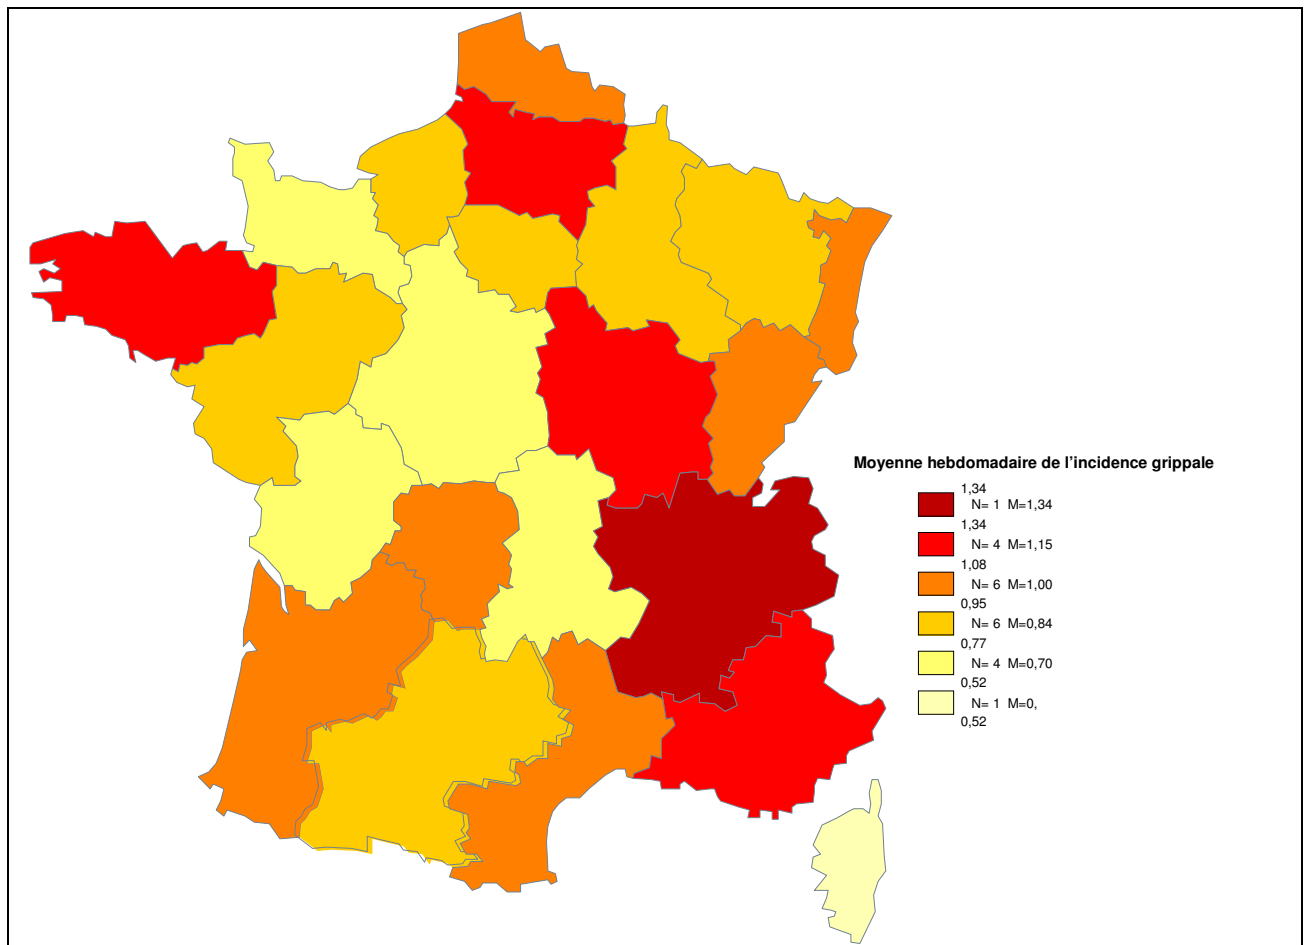 Moyenne hebdomadaire de l’incidence grippale
1,34
N= 1 M=1,34
1,34
N= 4 M=1,15
1,08
N= 6 M=1,00
0,95
N= 6 M=0,84
0,77
N= 4 M=0,70
0,52
N= 1 M=0,
0,52